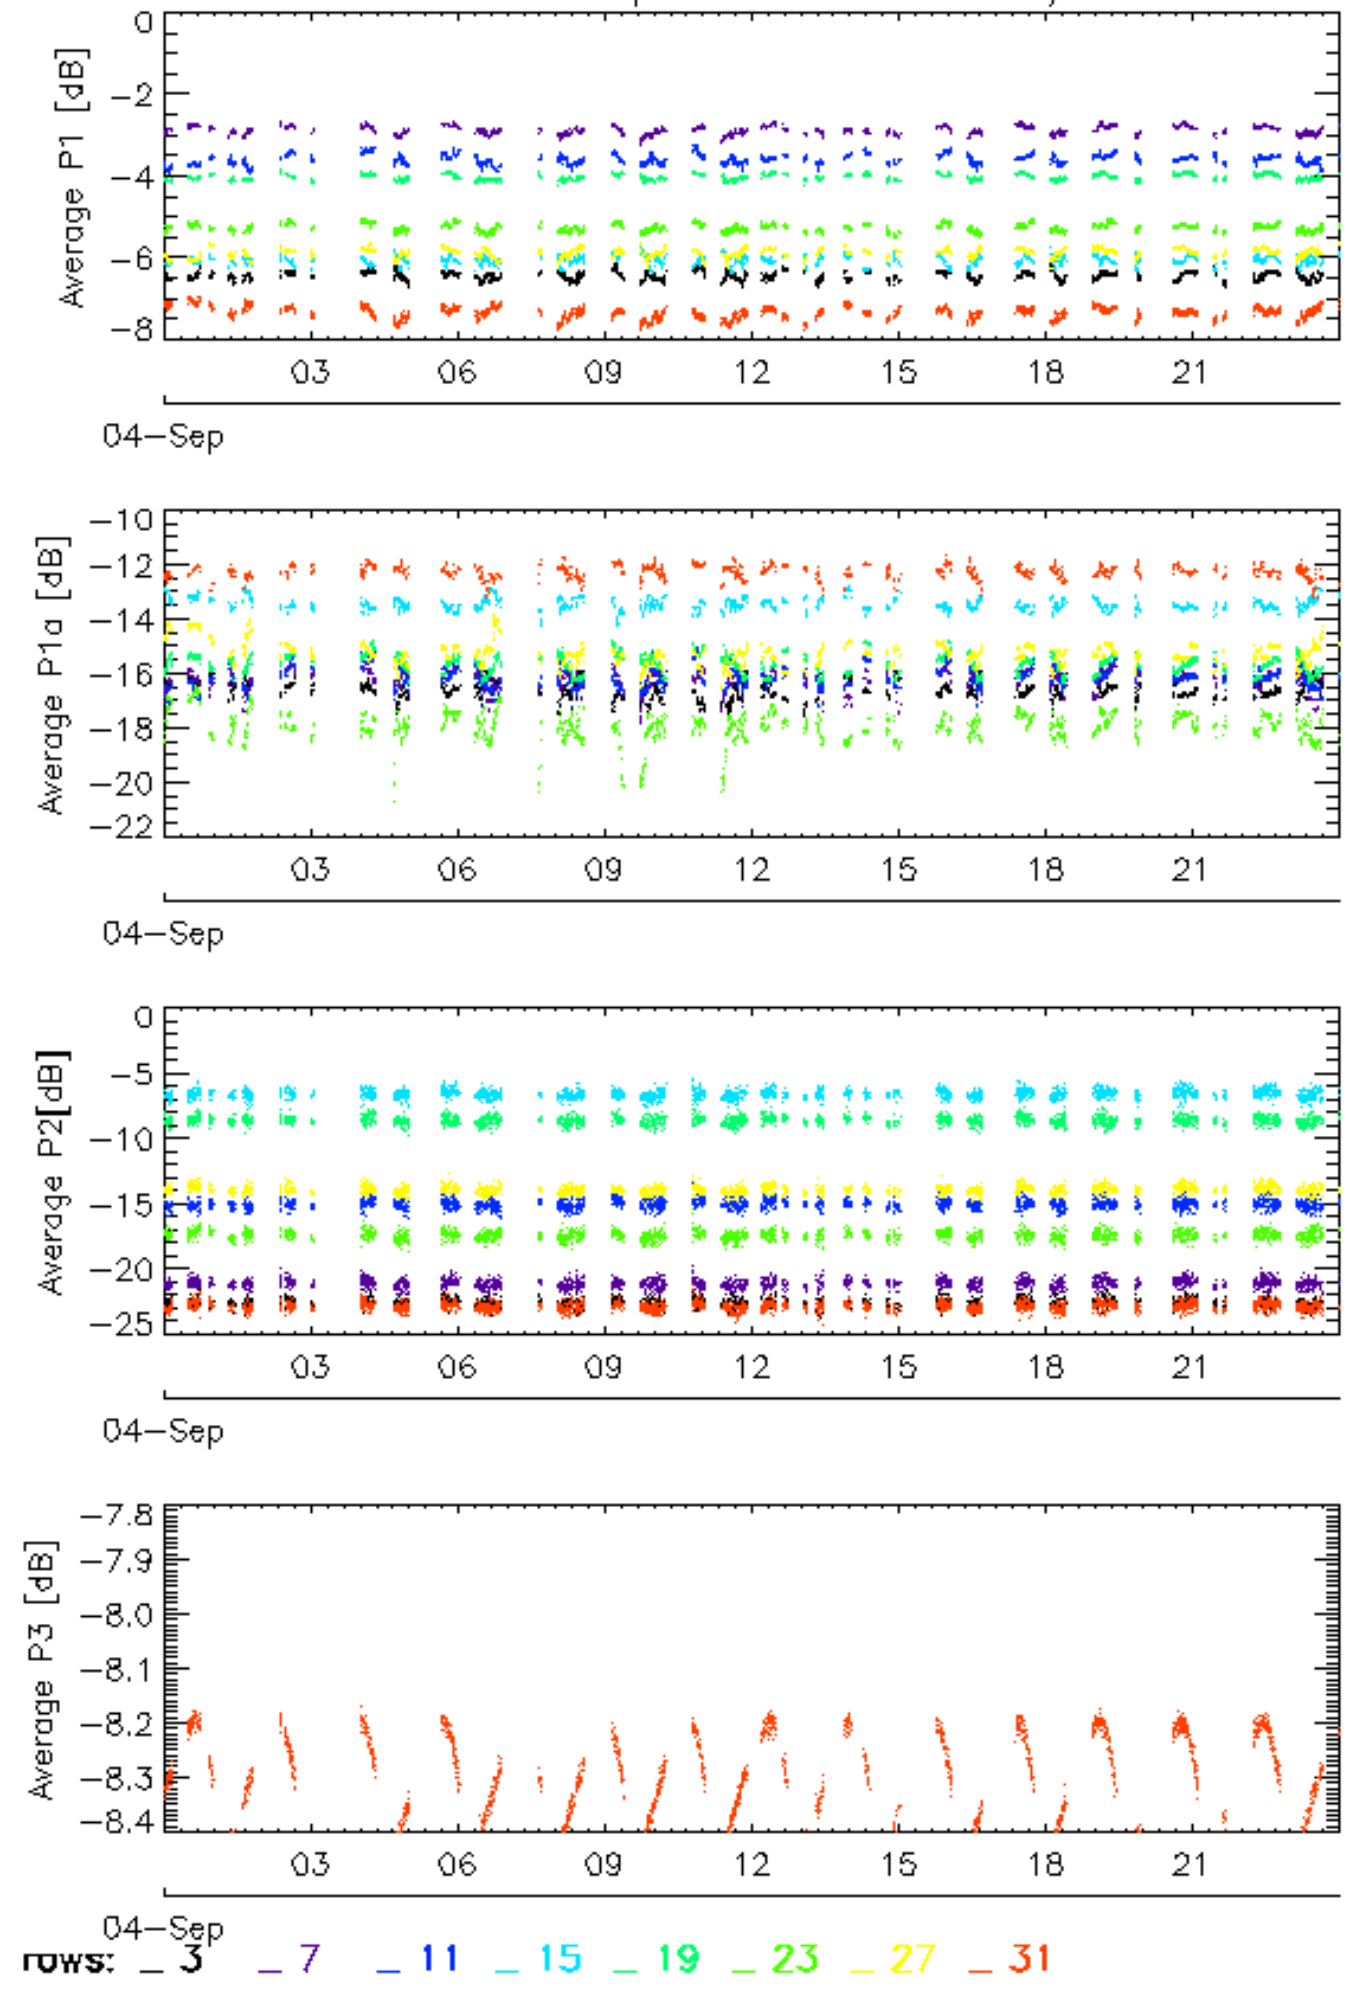 Average P1 [dB]
0
−2
−4
−6
−8
03 06 09 12 15 18 21
04−Sep
Average P1a [dB]
−10
−12
−14
−16
−18
−20
−22
03 06 09 12 15 18 21
04−Sep
Average P2[dB]
0
−5
−10
−15
−20
−25
03 06 09 12 15 18 21
04−Sep
Average P3 [dB]
−7.8
−7.9
−8.0
−8.1
−8.2
−8.3
−8.4
03 06 09 12 15 18 21
04−Sep
rows: _ 3 _ 7 _ 11 _ 15 _ 19 _ 23 _ 27 _ 31